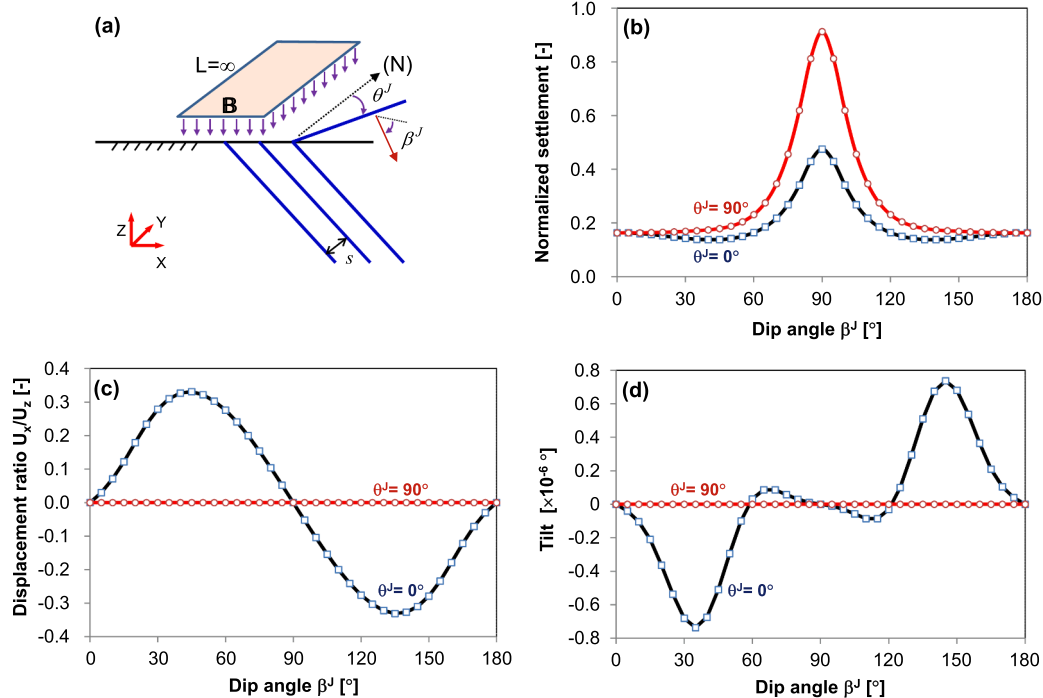 (a)
L=∞
B
(N)
θᴶ
βᴶ
s
Z
Y
X
(b)
Normalized settlement [-]
1.0
0.8
0.6
0.4
0.2
0.0
θᴶ= 90°
θᴶ= 0°
0 30 60 90 120 150 180
Dip angle βᴶ [°]
(c)
Displacement ratio Uₓ/U_z [-]
0.4
0.3
0.2
0.1
0.0
-0.1
-0.2
-0.3
-0.4
θᴶ= 90°
θᴶ= 0°
0 30 60 90 120 150 180
Dip angle βᴶ [°]
(d)
Tilt [×10⁻⁶ °]
0.8
0.6
0.4
0.2
0
-0.2
-0.4
-0.6
-0.8
θᴶ= 90°
θᴶ= 0°
0 30 60 90 120 150 180
Dip angle βᴶ [°]